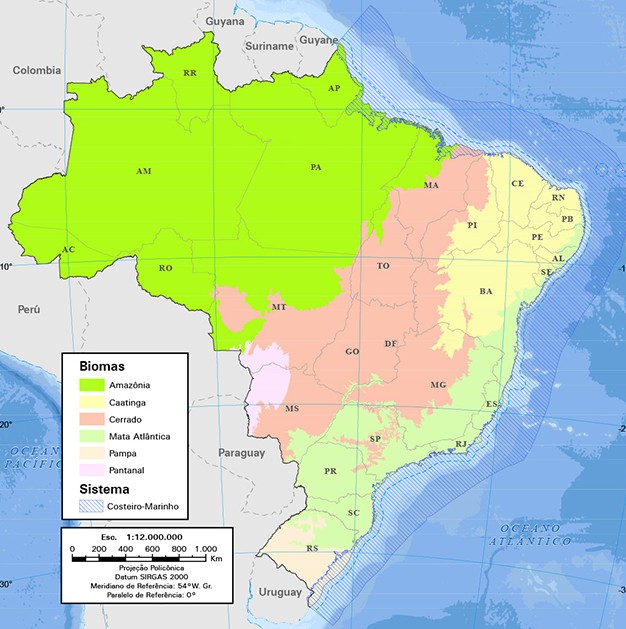 Guyana
Suriname
Guyane
Colombia
RR
AP
0°
AM
PA
MA
CE
RN
PB
PI
PE
AC
RO
TO
AL
SE
10°
MT
BA
Perú
GO
DF
MG
MS
ES
20°
SP
RJ
Paraguay
PR
SC
RS
Uruguay
30°
OCEANO
PACÍFICO
OCEANO
ATLÂNTICO
Biomas
Amazônia
Caatinga
Cerrado
Mata Atlântica
Pampa
Pantanal
Sistema
Costeiro-Marinho
Esc. 1:12.000.000
0 200 400 600 800 1.000
Km
Projeção Policônica
Datum SIRGAS 2000
Meridiano de Referência: 54°W. Gr.
Paralelo de Referência: 0°